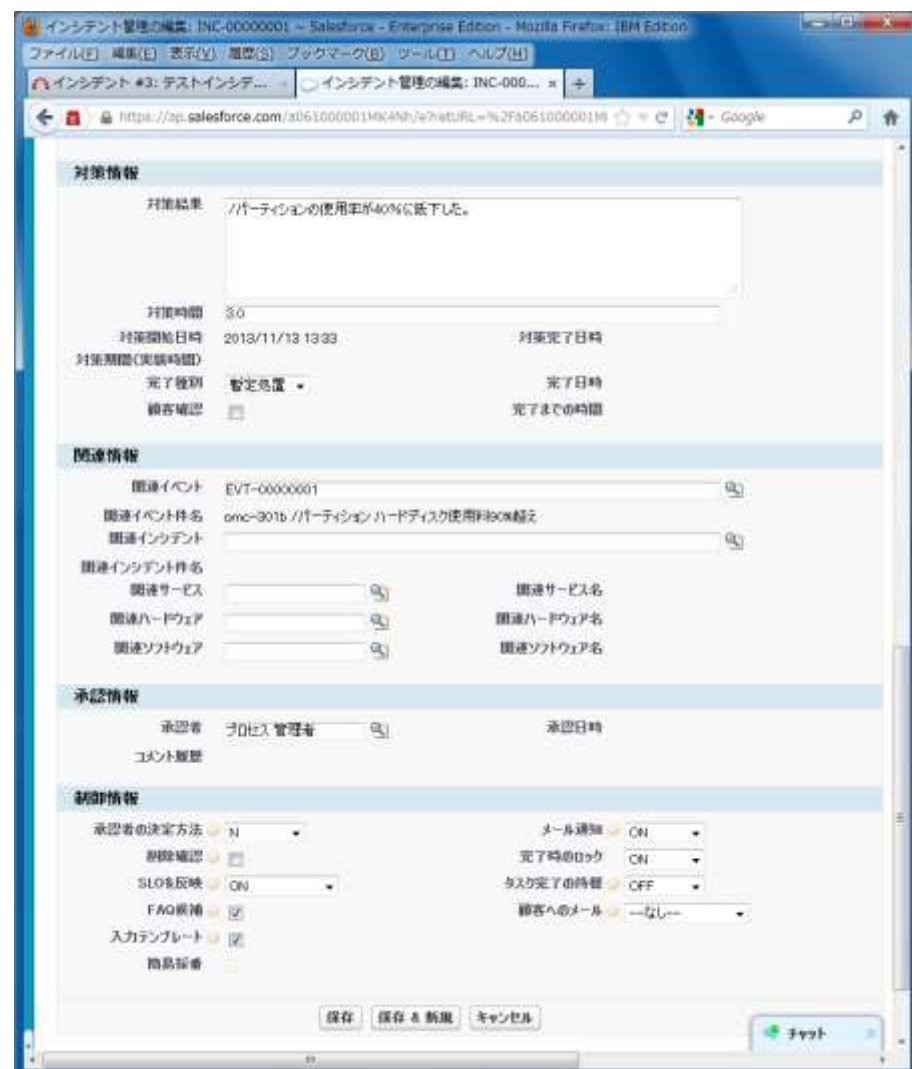 インシデント管理の編集: INC-00000001 ~ Salesforce - Enterprise Edition - Mozilla Firefox: IBM Edition
ファイル(F) 編集(E) 表示(V) 履歴(S) ブックマーク(B) ツール(T) ヘルプ(H)
インシデント #3: テストインシデ... インシデント管理の編集: INC-000... × +
Google
対策情報
対策結果 /パーティションの使用率が40%に低下した。
対策時間 3.0
対策開始日時 2013/11/13 13:33 対策完了日時
対策期間(実績時間)
完了種別 暫定処置 完了日時
顧客確認 完了までの時間
関連情報
関連イベント EVT-00000001
関連イベント件名 omc-301b /パーティション ハードディスク使用料90%越え
関連インシデント
関連インシデント件名
関連サービス 関連サービス名
関連ハードウェア 関連ハードウェア名
関連ソフトウェア 関連ソフトウェア名
承認情報
承認者 プロセス 管理者 承認日時
コメント履歴
制御情報
承認者の決定方法 N メール通知 ON
削除確認 完了時のロック ON
SLOを反映 ON タスク完了の待機 OFF
FAQ候補 顧客へのメール --なし--
入力テンプレート
簡易採番
保存 保存 & 新規 キャンセル
チャット